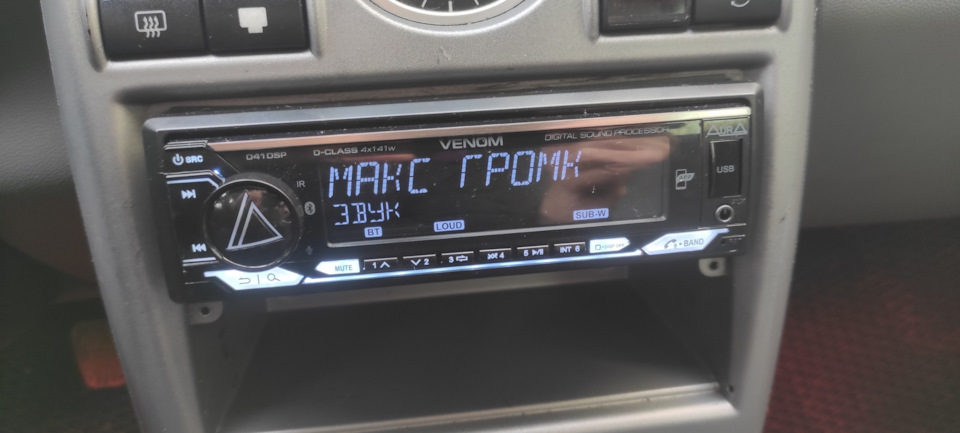 SRC
D41DSP
D-CLASS 4x141w
VENOM
DIGITAL SOUND PROCESSOR
AURA
IR
МАКС ГРОМК
ЗВУК
BT
LOUD
SUB-W
USB
MUTE
1
2
3
4
5
INT 6
BAND